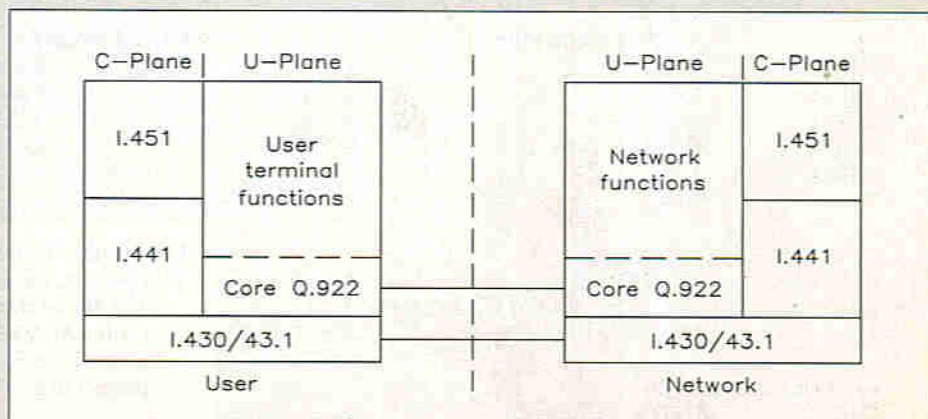 C-Plane U-Plane
U-Plane C-Plane
I.451
User
terminal
functions
I.441
Core Q.922
I.430/43.1
User
Network
functions
I.451
I.441
Core Q.922
I.430/43.1
Network